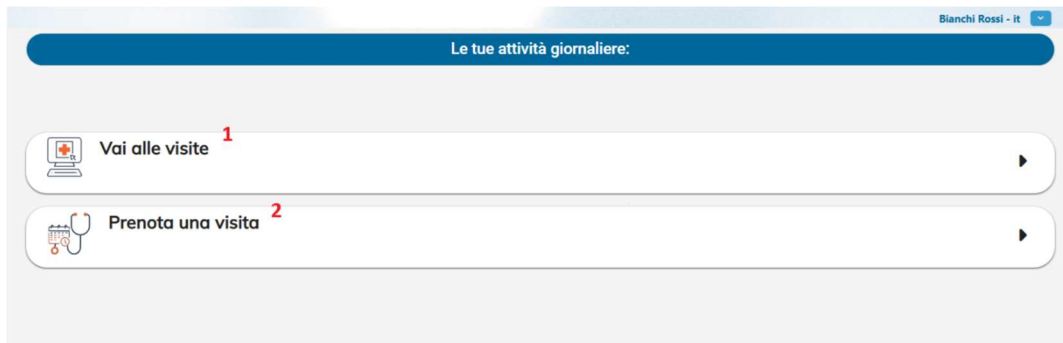 Bianchi Rossi - it
Le tue attività giornaliere:
Vai alle visite 1
Prenota una visita 2